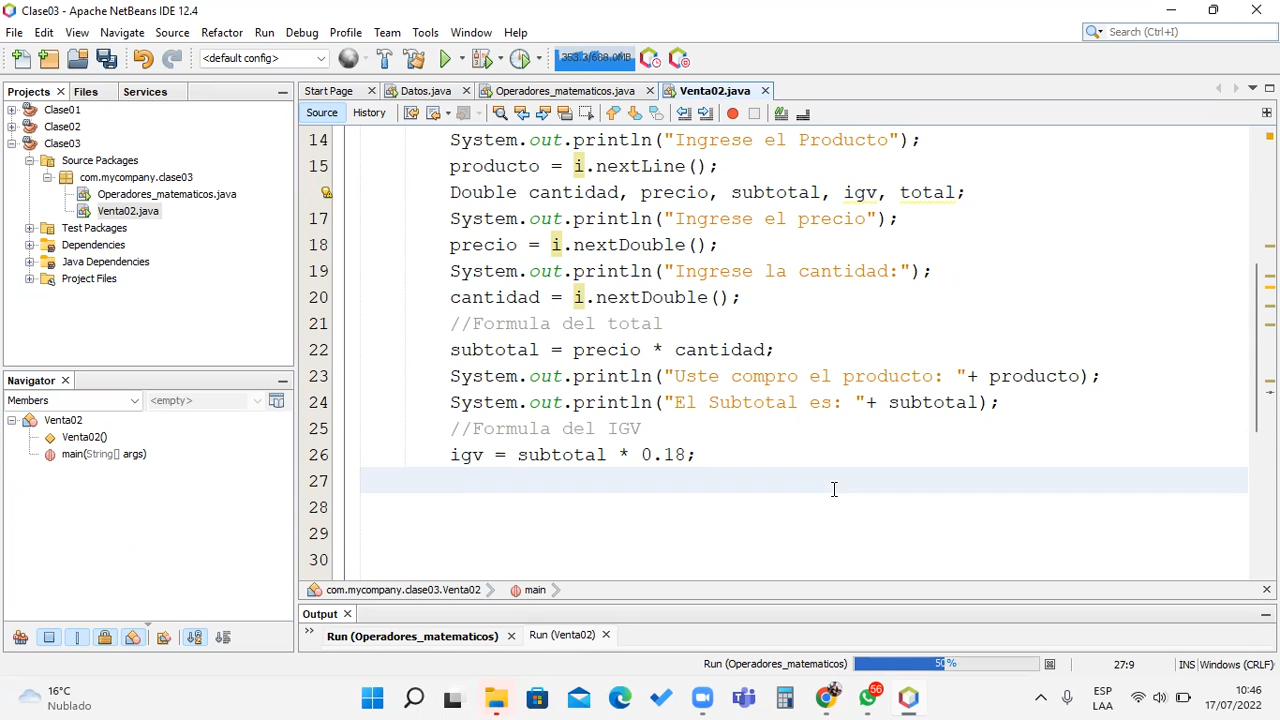 Clase03 - Apache NetBeans IDE 12.4
File Edit View Navigate Source Refactor Run Debug Profile Team Tools Window Help
Search (Ctrl+I)
<default config>
353.3/668.0MB
Projects Files Services
Start Page Datos.java Operadores_matematicos.java Venta02.java
Source History
Clase01
Clase02
Clase03
Source Packages
com.mycompany.clase03
Operadores_matematicos.java
Venta02.java
Test Packages
Dependencies
Java Dependencies
Project Files
14 System.out.println("Ingrese el Producto");
15 producto = i.nextLine();
Double cantidad, precio, subtotal, igv, total;
17 System.out.println("Ingrese el precio");
18 precio = i.nextDouble();
19 System.out.println("Ingrese la cantidad:");
20 cantidad = i.nextDouble();
21 //Formula del total
22 subtotal = precio * cantidad;
23 System.out.println("Uste compro el producto: "+ producto);
24 System.out.println("El Subtotal es: "+ subtotal);
25 //Formula del IGV
26 igv = subtotal * 0.18;
27
28
29
30
Navigator
Members <empty>
Venta02
Venta02()
main(String[] args)
com.mycompany.clase03.Venta02 main
Output
Run (Operadores_matematicos) Run (Venta02)
Run (Operadores_matematicos) 50% 27:9 INS Windows (CRLF)
16°C
Nublado
56
ESP
LAA
10:46
17/07/2022